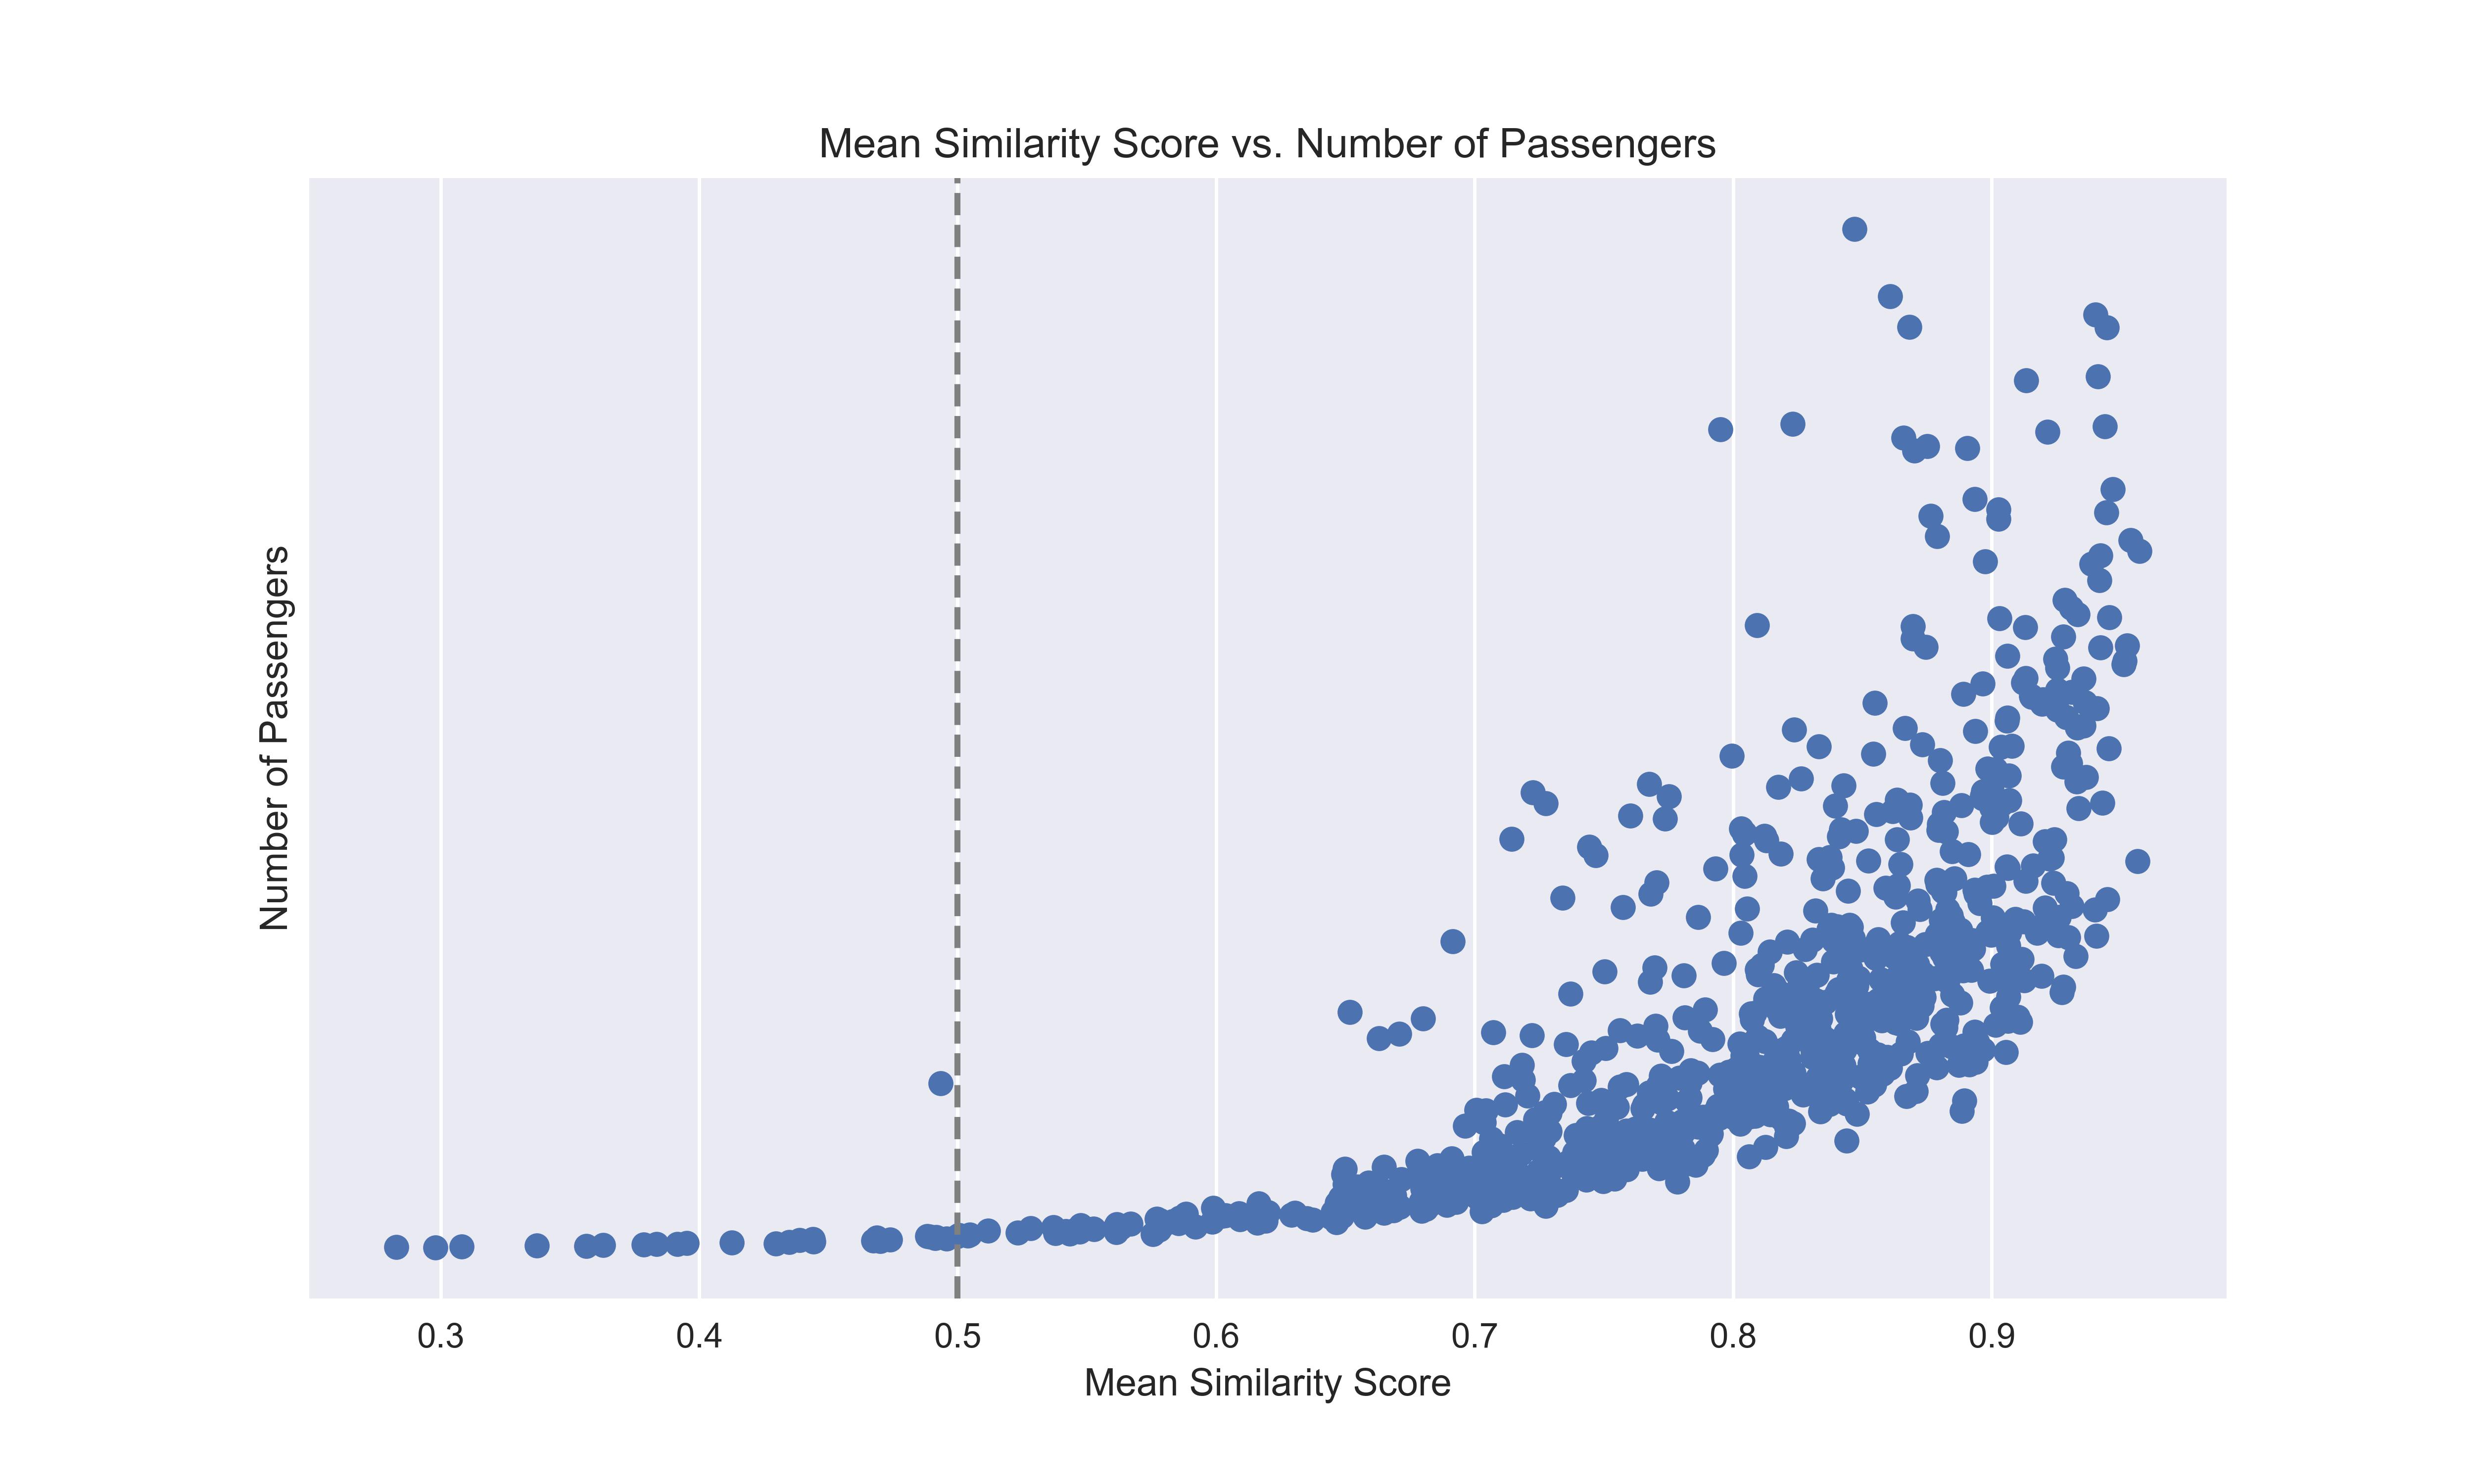 Mean Similarity Score vs. Number of Passengers
Number of Passengers
0.3 0.4 0.5 0.6 0.7 0.8 0.9
Mean Similarity Score